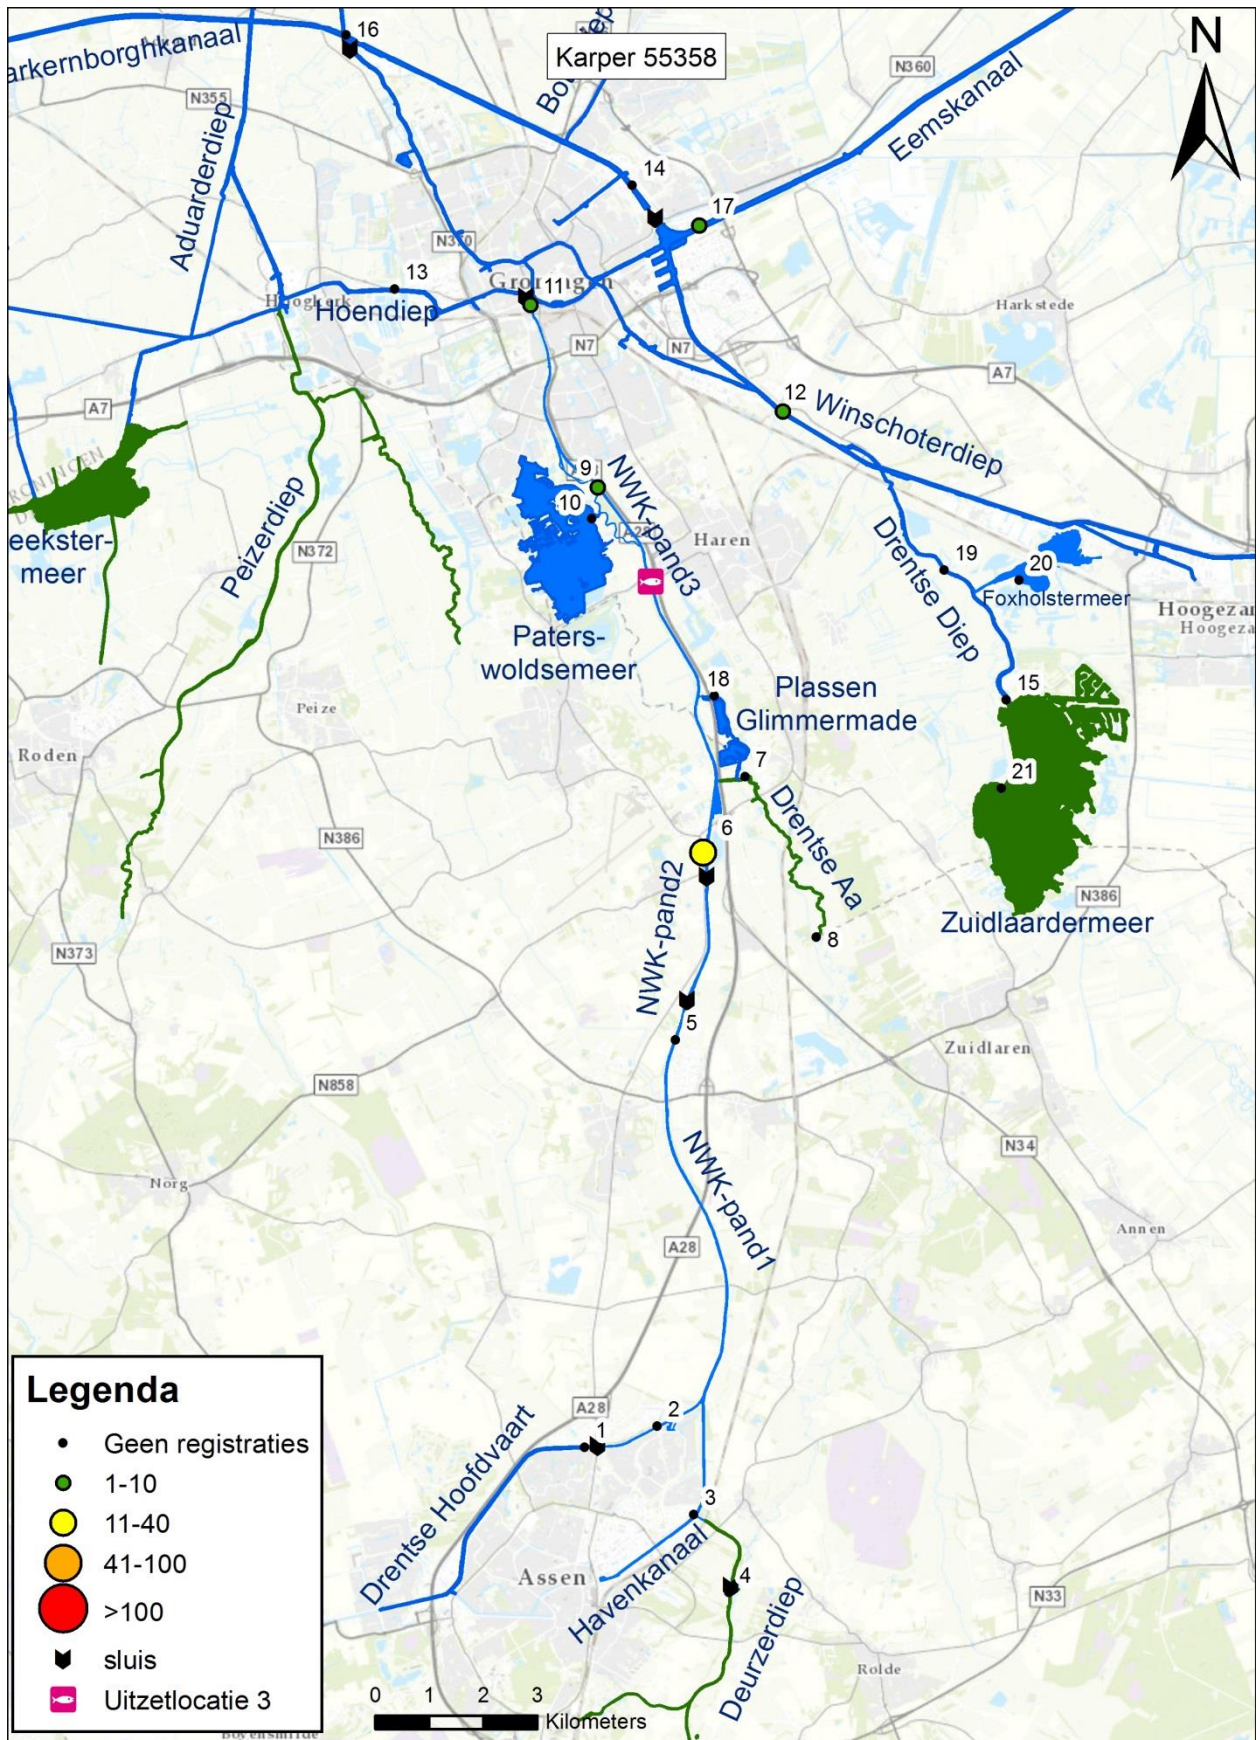 Karper 55358
N
16
arkernborghkanaal
N355
N360
Eemskanaal
Aduarderdiep
14
17
N370
13
Groningen
11
Hoogkerk
Hoendiep
Harkstede
N7
N7
A7
12
Winschoterdiep
A7
9
NWK-pand3
10
A28
Haren
Peizerdiep
N372
eekster-
meer
Drentse Diep
19
20
Foxholstermeer
Hoogezan
Hoogeza
Paters-
woldsemeer
18
Plassen
Glimmermade
15
Peize
Roden
7
21
Drentse Aa
6
N386
NWK-pand2
N386
8
Zuidlaardermeer
N373
5
Zuidlaren
N858
NWK-pand1
N34
Norg
Annen
A28
Legenda
Geen registraties
1-10
11-40
41-100
>100
sluis
Uitzetlocatie 3
A28
2
1
Drentse Hoofdvaart
3
Assen
Havenkanaal
4
N33
Deurzerdiep
Rolde
0 1 2 3
Kilometers